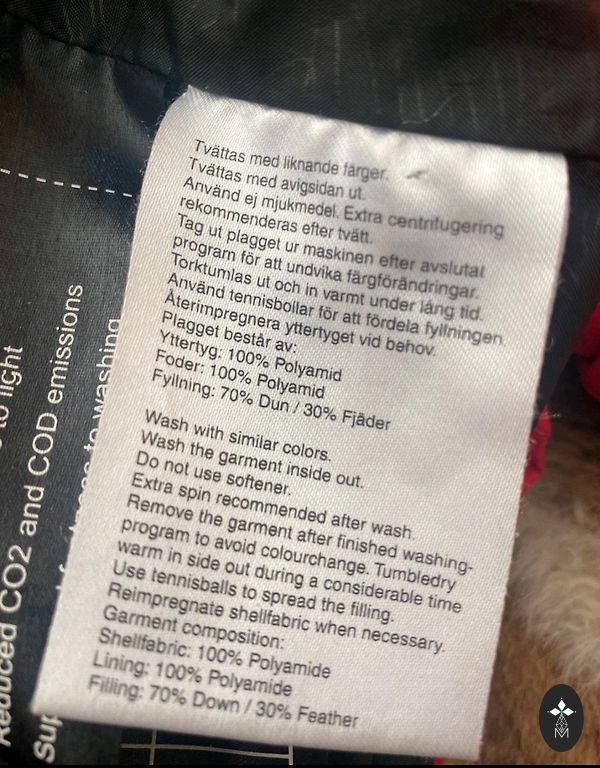 Tvättas med liknande färger.
Tvättas med avigsidan ut.
Använd ej mjukmedel. Extra centrifugering
rekommenderas efter tvätt.
Tag ut plagget ur maskinen efter avslutat
program för att undvika färgförändringar.
Torktumlas ut och in varmt under lång tid.
Använd tennisbollar för att fördela fyllningen
Återimpregnera yttertyget vid behov.
Plagget består av:
Yttertyg: 100% Polyamid
Foder: 100% Polyamid
Fyllning: 70% Dun / 30% Fjäder
Wash with similar colors.
Wash the garment inside out.
Do not use softener.
Extra spin recommended after wash.
Remove the garment after finished washing-
program to avoid colourchange. Tumbledry
warm in side out during a considerable time
Use tennisballs to spread the filling.
Reimpregnate shellfabric when necessary.
Garment composition:
Shellfabric: 100% Polyamide
Lining: 100% Polyamide
Filling: 70% Down / 30% Feather
to light
Reduced CO2 and COD emissions
to washing
M